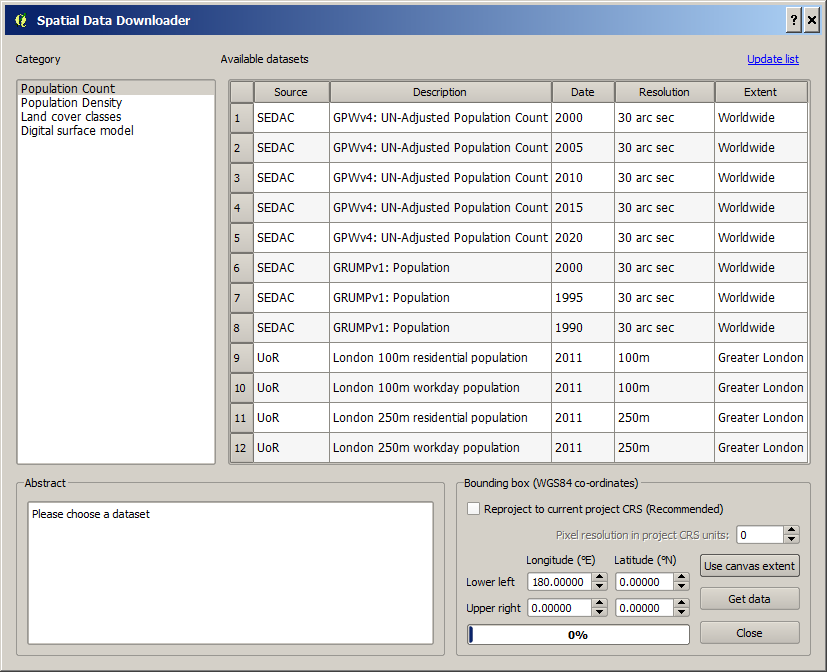 Spatial Data Downloader
? ×
Category
Available datasets
Update list
Population Count
Population Density
Land cover classes
Digital surface model
Source Description Date Resolution Extent
1 SEDAC GPWv4: UN-Adjusted Population Count 2000 30 arc sec Worldwide
2 SEDAC GPWv4: UN-Adjusted Population Count 2005 30 arc sec Worldwide
3 SEDAC GPWv4: UN-Adjusted Population Count 2010 30 arc sec Worldwide
4 SEDAC GPWv4: UN-Adjusted Population Count 2015 30 arc sec Worldwide
5 SEDAC GPWv4: UN-Adjusted Population Count 2020 30 arc sec Worldwide
6 SEDAC GRUMPv1: Population 2000 30 arc sec Worldwide
7 SEDAC GRUMPv1: Population 1995 30 arc sec Worldwide
8 SEDAC GRUMPv1: Population 1990 30 arc sec Worldwide
9 UoR London 100m residential population 2011 100m Greater London
10 UoR London 100m workday population 2011 100m Greater London
11 UoR London 250m residential population 2011 250m Greater London
12 UoR London 250m workday population 2011 250m Greater London
Abstract
Please choose a dataset
Bounding box (WGS84 co-ordinates)
Reproject to current project CRS (Recommended)
Pixel resolution in project CRS units: 0
Longitude (ºE) Latitude (ºN)
Use canvas extent
Lower left 180.00000 0.00000
Get data
Upper right 0.00000 0.00000
0%
Close